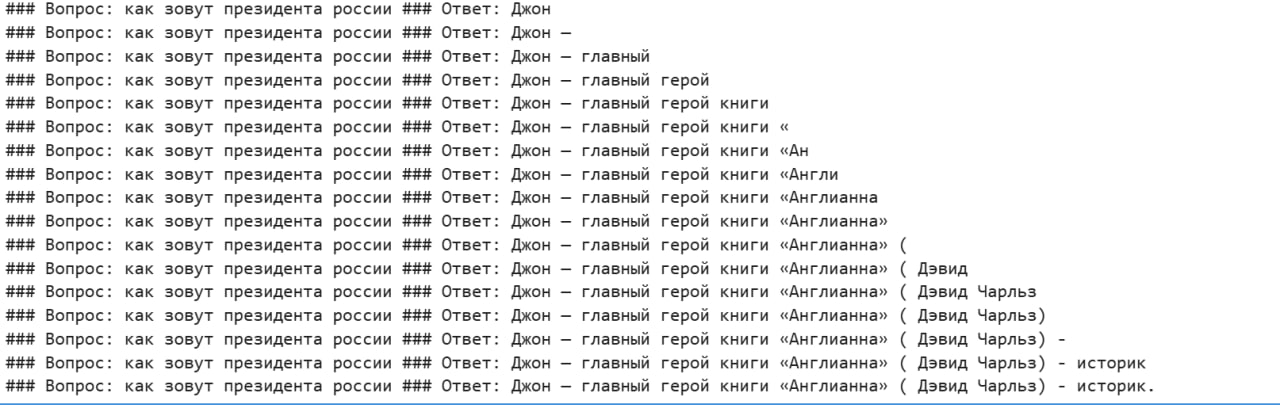 ### Вопрос: как зовут президента россии ### Ответ: Джон
### Вопрос: как зовут президента россии ### Ответ: Джон —
### Вопрос: как зовут президента россии ### Ответ: Джон — главный
### Вопрос: как зовут президента россии ### Ответ: Джон — главный герой
### Вопрос: как зовут президента россии ### Ответ: Джон — главный герой книги
### Вопрос: как зовут президента россии ### Ответ: Джон — главный герой книги «
### Вопрос: как зовут президента россии ### Ответ: Джон — главный герой книги «Ан
### Вопрос: как зовут президента россии ### Ответ: Джон — главный герой книги «Англи
### Вопрос: как зовут президента россии ### Ответ: Джон — главный герой книги «Англианна
### Вопрос: как зовут президента россии ### Ответ: Джон — главный герой книги «Англианна»
### Вопрос: как зовут президента россии ### Ответ: Джон — главный герой книги «Англианна» (
### Вопрос: как зовут президента россии ### Ответ: Джон — главный герой книги «Англианна» ( Дэвид
### Вопрос: как зовут президента россии ### Ответ: Джон — главный герой книги «Англианна» ( Дэвид Чарльз
### Вопрос: как зовут президента россии ### Ответ: Джон — главный герой книги «Англианна» ( Дэвид Чарльз)
### Вопрос: как зовут президента россии ### Ответ: Джон — главный герой книги «Англианна» ( Дэвид Чарльз) -
### Вопрос: как зовут президента россии ### Ответ: Джон — главный герой книги «Англианна» ( Дэвид Чарльз) - историк
### Вопрос: как зовут президента россии ### Ответ: Джон — главный герой книги «Англианна» ( Дэвид Чарльз) - историк.